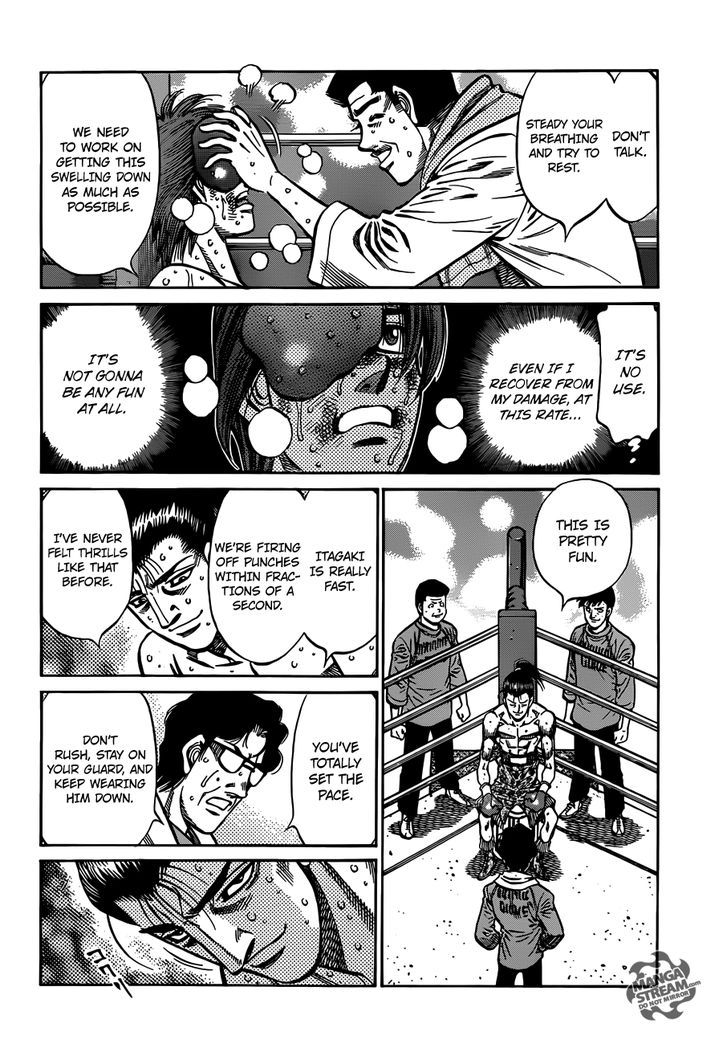 DON'T
TALK.
STEADY YOUR
BREATHING
AND TRY TO
REST.
WE NEED
TO WORK ON
GETTING THIS
SWELLING DOWN
AS MUCH AS
POSSIBLE.
IT'S
NO
USE.
EVEN IF I
RECOVER FROM
MY DAMAGE, AT
THIS RATE...
IT'S
NOT GONNA
BE ANY FUN
AT ALL.
THIS IS
PRETTY
FUN.
ITAGAKI
IS REALLY
FAST.
WE'RE FIRING
OFF PUNCHES
WITHIN FRAC-
TIONS OF A
SECOND.
I'VE NEVER
FELT THRILLS
LIKE THAT
BEFORE.
YOU'VE
TOTALLY
SET THE
PACE.
DON'T
RUSH, STAY ON
YOUR GUARD, AND
KEEP WEARING
HIM DOWN.
MANGA
STREAM.com
DO NOT MIRROR